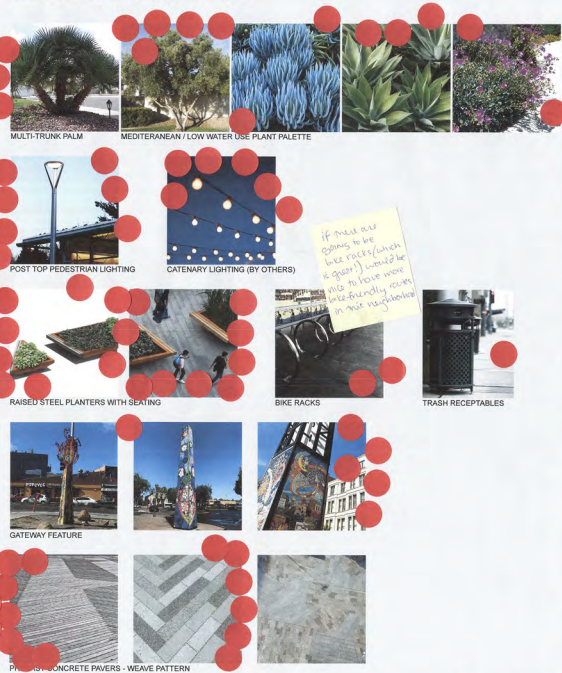 MULTI-TRUNK PALM
MEDITERANEAN / LOW WATER USE PLANT PALETTE
POST TOP PEDESTRIAN LIGHTING
CATENARY LIGHTING (BY OTHERS)
if there are
going to be
bike racks (which
is great!) would be
nice to have more
bike-friendly routes
in this neighborhood
RAISED STEEL PLANTERS WITH SEATING
BIKE RACKS
TRASH RECEPTABLES
POPEYES
GATEWAY FEATURE
CONCRETE PAVERS - WEAVE PATTERN